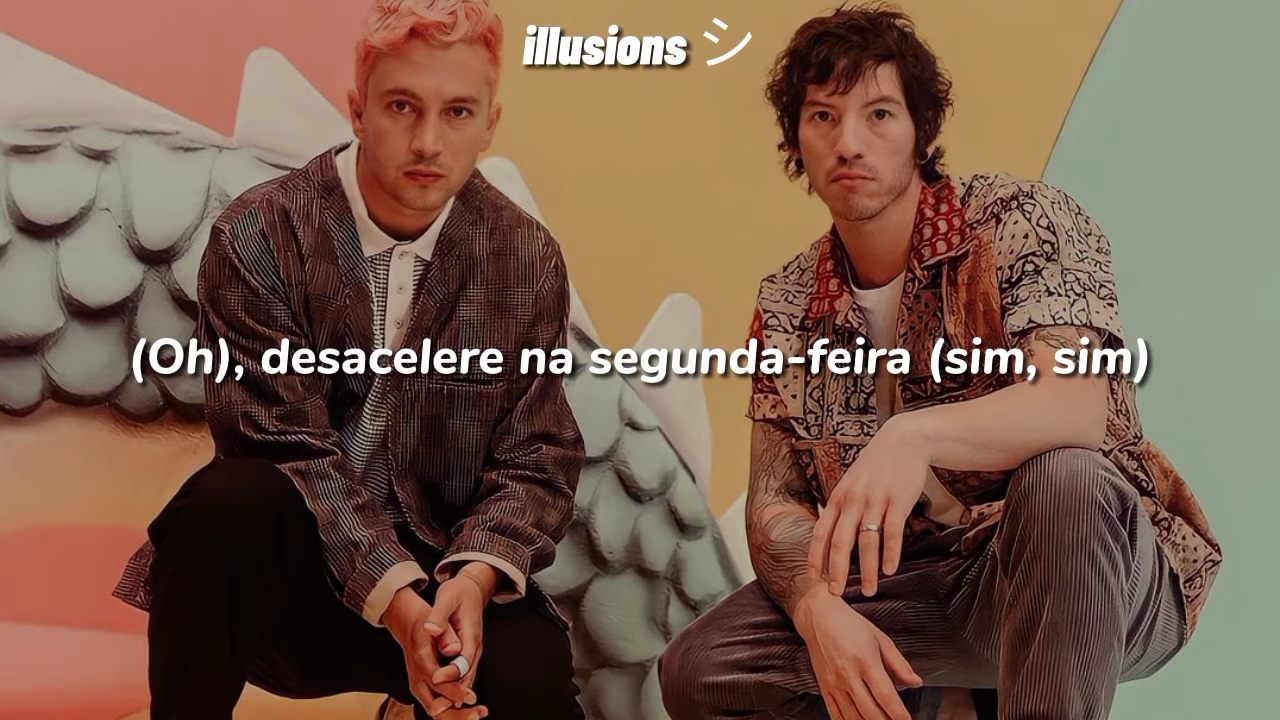 illusions シ
(Oh), desacelere na segunda-feira (sim, sim)